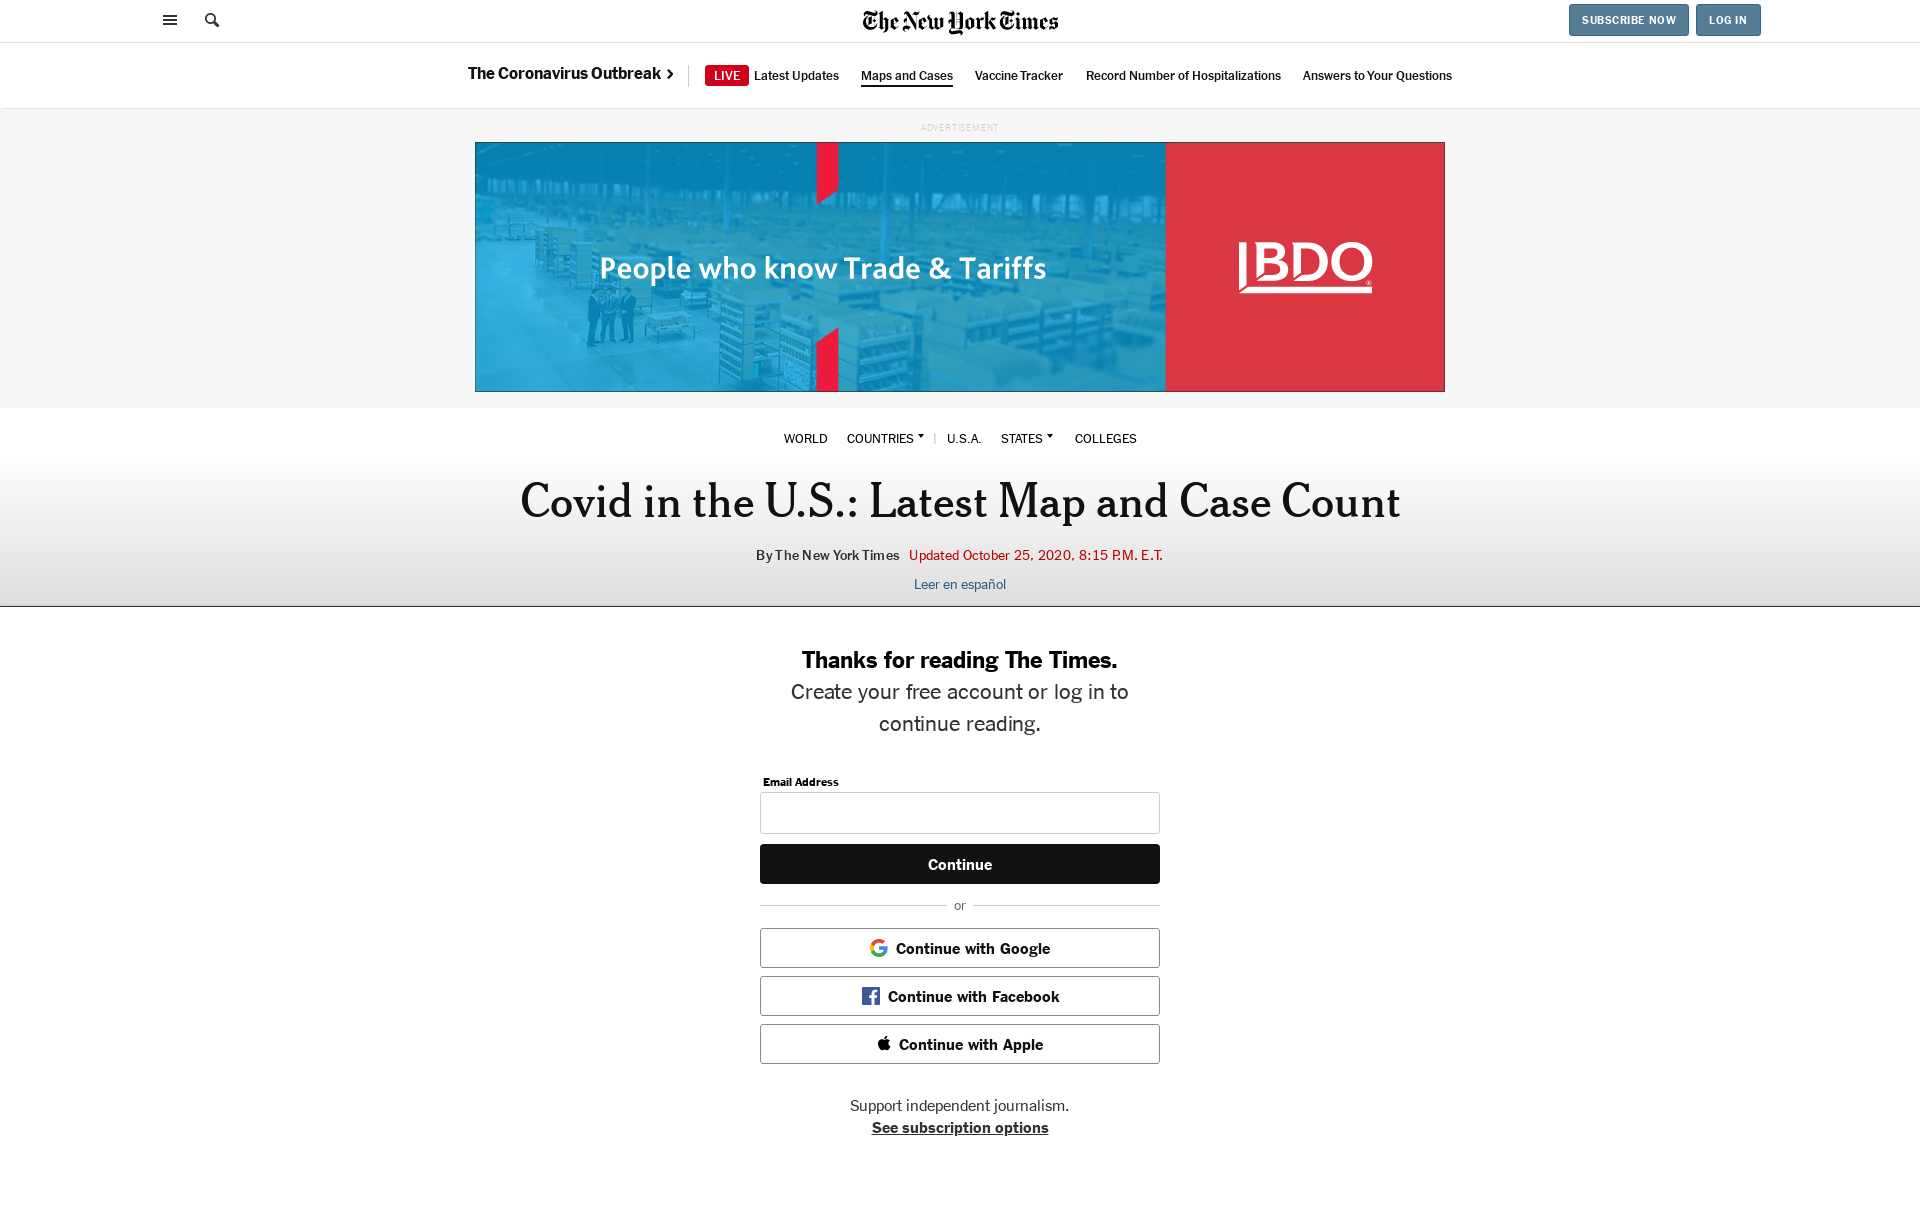 The New York Times
SUBSCRIBE NOW
LOG IN
The Coronavirus Outbreak
LIVE Latest Updates
Maps and Cases
Vaccine Tracker
Record Number of Hospitalizations
Answers to Your Questions
ADVERTISEMENT
People who know Trade & Tariffs
BDO®
WORLD
COUNTRIES
U.S.A.
STATES
COLLEGES
Covid in the U.S.: Latest Map and Case Count
By The New York Times Updated October 25, 2020, 8:15 P.M. E.T.
Leer en español
Thanks for reading The Times.
Create your free account or log in to
continue reading.
Email Address
Continue
or
Continue with Google
Continue with Facebook
Continue with Apple
Support independent journalism.
See subscription options